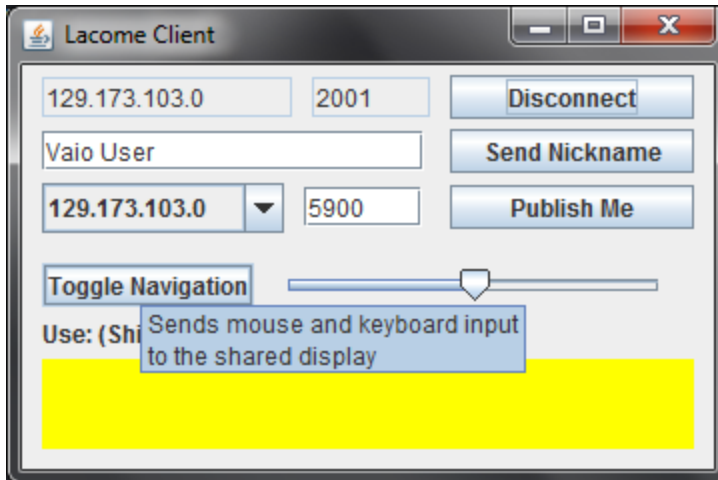 Lacome Client
129.173.103.0 2001 Disconnect
Vaio User Send Nickname
129.173.103.0 5900 Publish Me
Toggle Navigation
Sends mouse and keyboard input
Use: (Shi
to the shared display